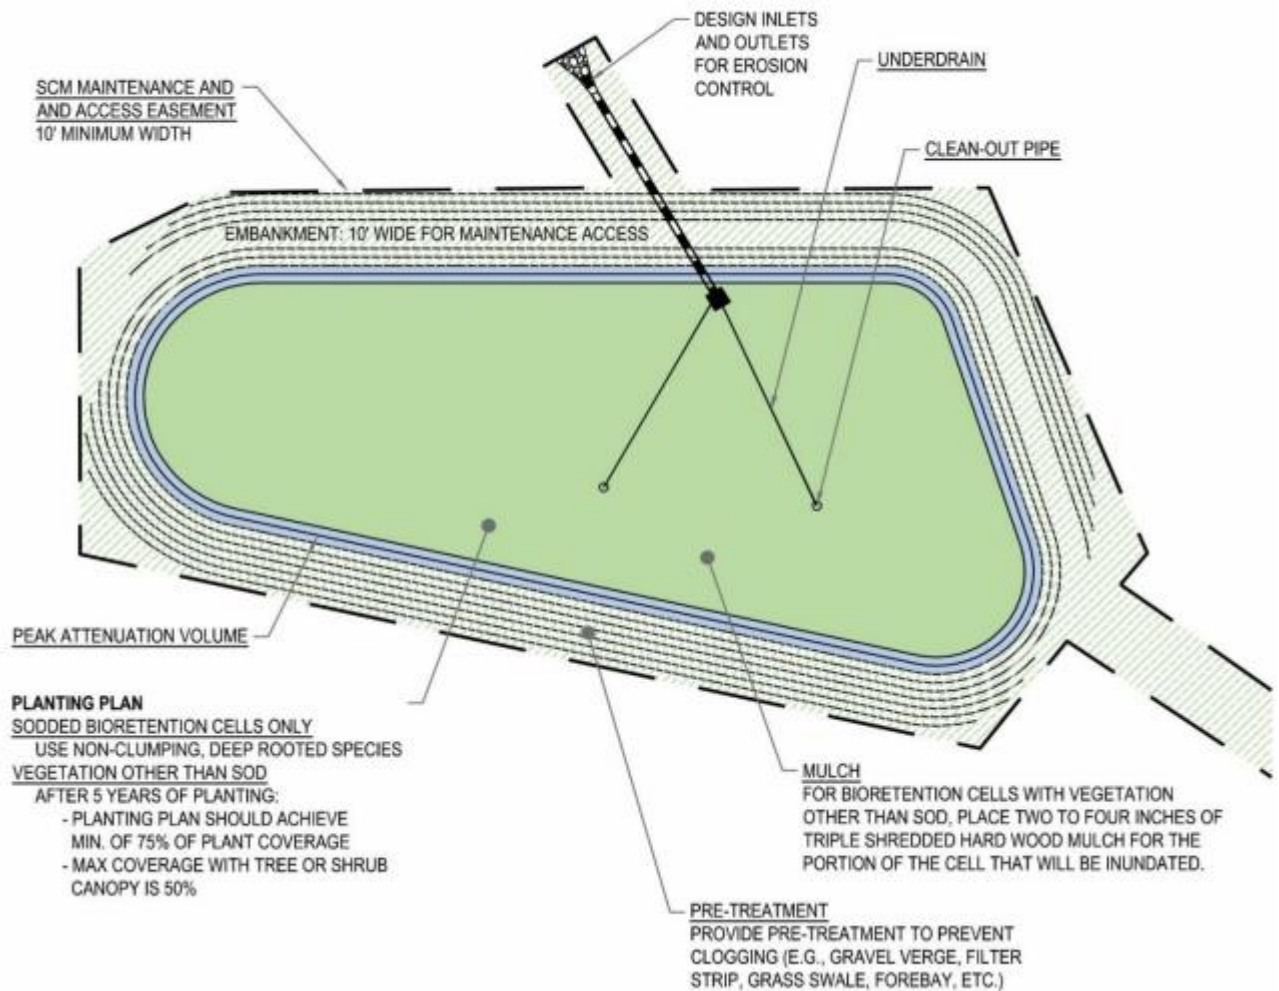 DESIGN INLETS
AND OUTLETS
FOR EROSION
CONTROL
UNDERDRAIN
SCM MAINTENANCE AND
AND ACCESS EASEMENT
10' MINIMUM WIDTH
CLEAN-OUT PIPE
EMBANKMENT: 10' WIDE FOR MAINTENANCE ACCESS
PEAK ATTENUATION VOLUME
PLANTING PLAN
SODDED BIORETENTION CELLS ONLY
USE NON-CLUMPING, DEEP ROOTED SPECIES
VEGETATION OTHER THAN SOD
AFTER 5 YEARS OF PLANTING:
- PLANTING PLAN SHOULD ACHIEVE
MIN. OF 75% OF PLANT COVERAGE
- MAX COVERAGE WITH TREE OR SHRUB
CANOPY IS 50%
MULCH
FOR BIORETENTION CELLS WITH VEGETATION
OTHER THAN SOD, PLACE TWO TO FOUR INCHES OF
TRIPLE SHREDDED HARD WOOD MULCH FOR THE
PORTION OF THE CELL THAT WILL BE INUNDATED.
PRE-TREATMENT
PROVIDE PRE-TREATMENT TO PREVENT
CLOGGING (E.G., GRAVEL VERGE, FILTER
STRIP, GRASS SWALE, FOREBAY, ETC.)